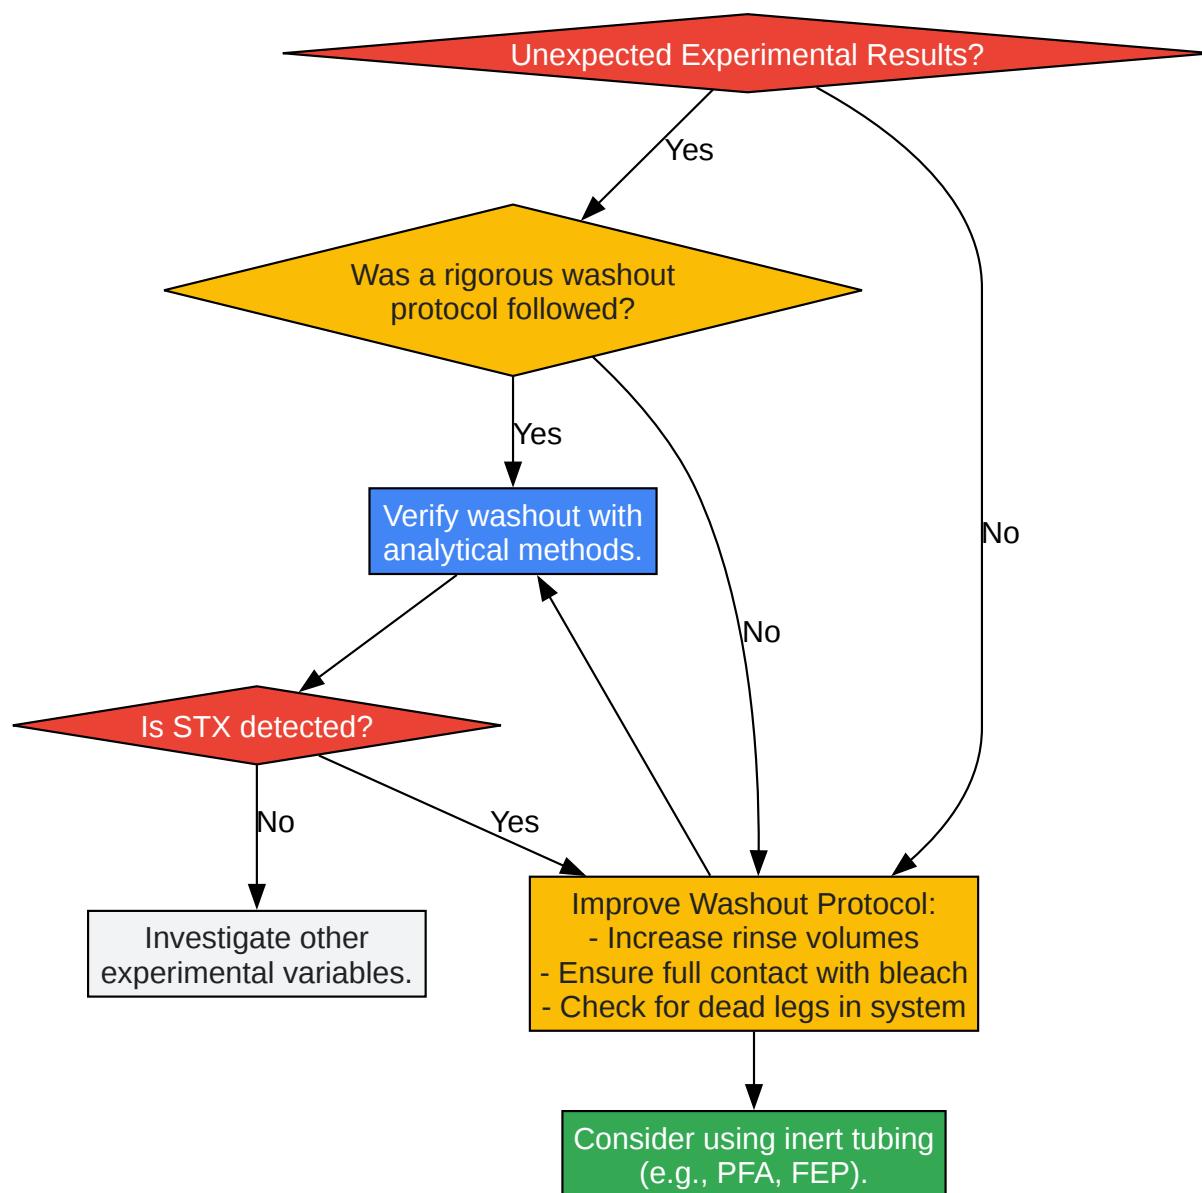 Unexpected Experimental Results?
Yes
Was a rigorous washout
protocol followed?
Yes
Verify washout with
analytical methods.
No
No
Is STX detected?
No
Yes
Investigate other
experimental variables.
Improve Washout Protocol:
- Increase rinse volumes
- Ensure full contact with bleach
- Check for dead legs in system
Consider using inert tubing
(e.g., PFA, FEP).